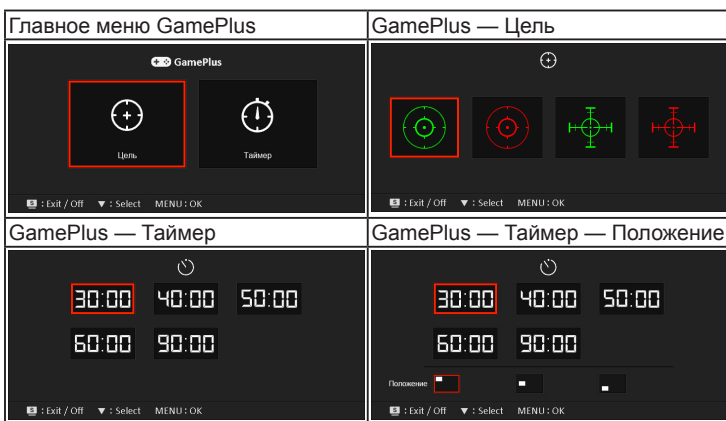 Главное меню GamePlus
GamePlus — Цель
GamePlus
Цель
Таймер
S : Exit / Off ▼ : Select MENU : OK
S : Exit / Off ▼ : Select MENU : OK
GamePlus — Таймер
GamePlus — Таймер — Положение
30:00 40:00 50:00
60:00 90:00
S : Exit / Off ▼ : Select MENU : OK
30:00 40:00 50:00
60:00 90:00
Положение
S : Exit / Off ▼ : Select MENU : OK